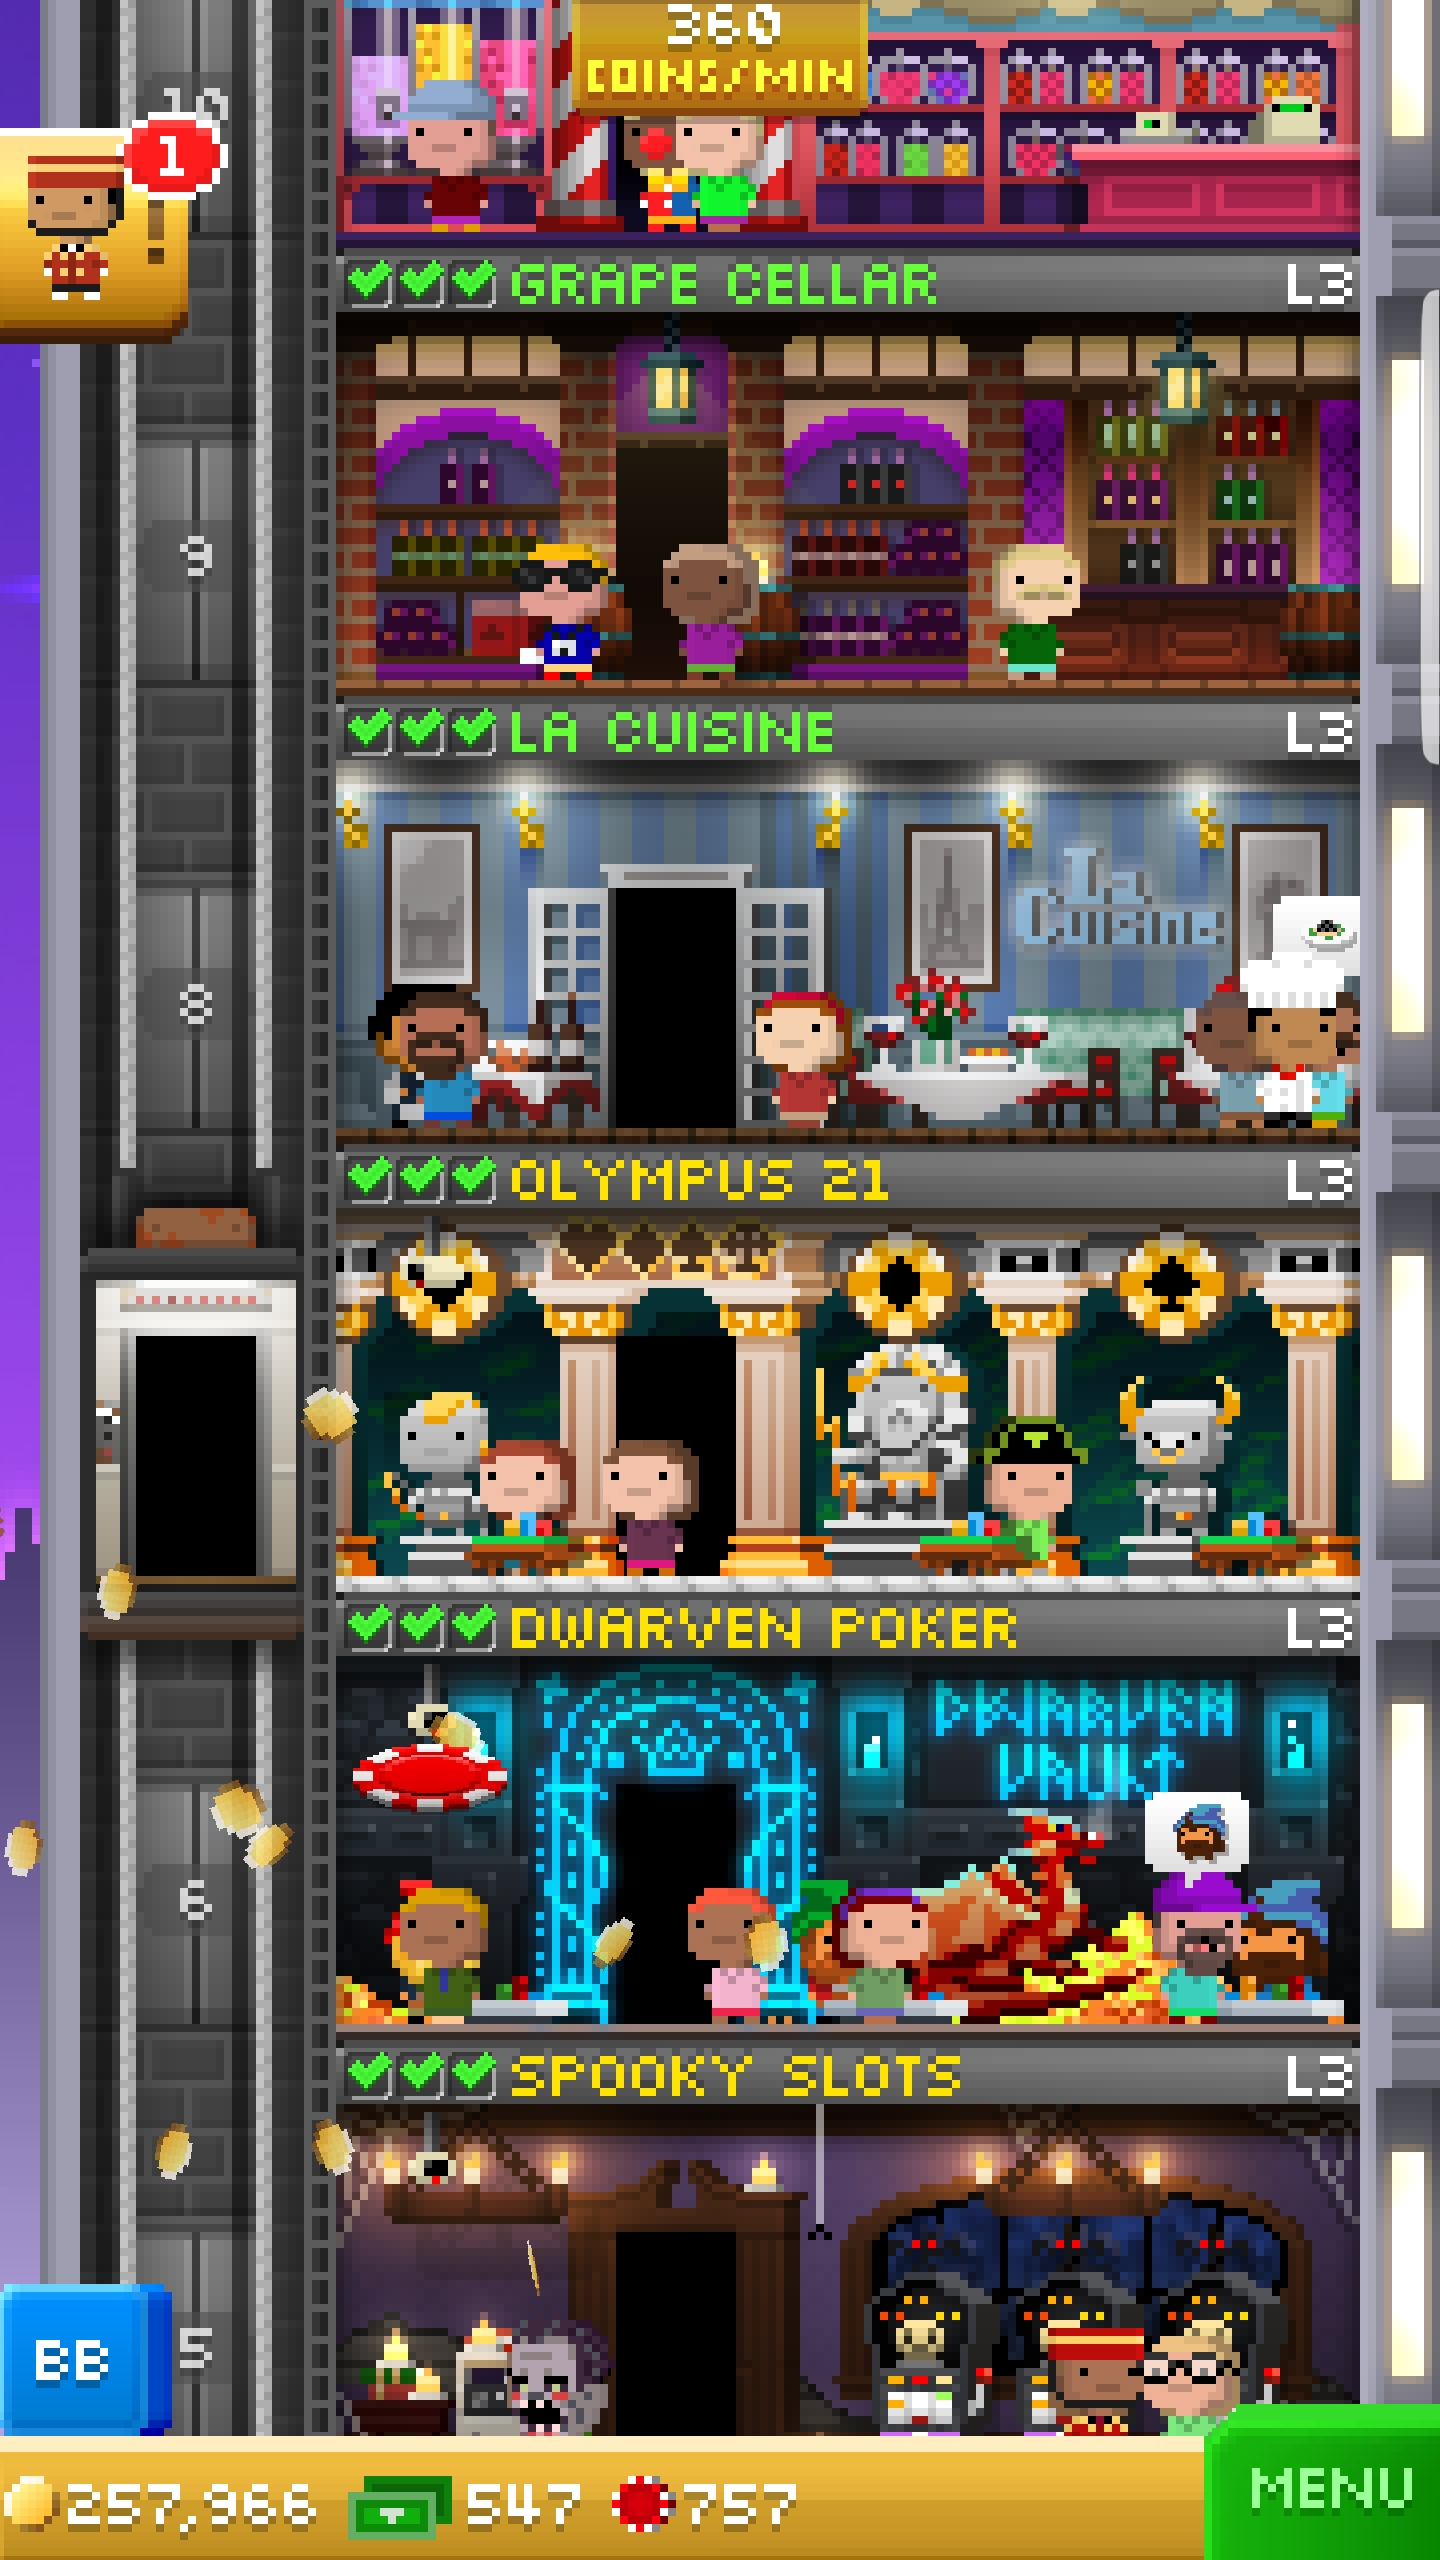 360
COINS/MIN
10
1
GRAPE CELLAR L3
9
LA CUISINE L3
La
Cuisine
8
OLYMPUS 21 L3
DWARVEN POKER L3
DWARVEN
VAULT
6
SPOOKY SLOTS L3
5
BB
257,966 547 757
MENU